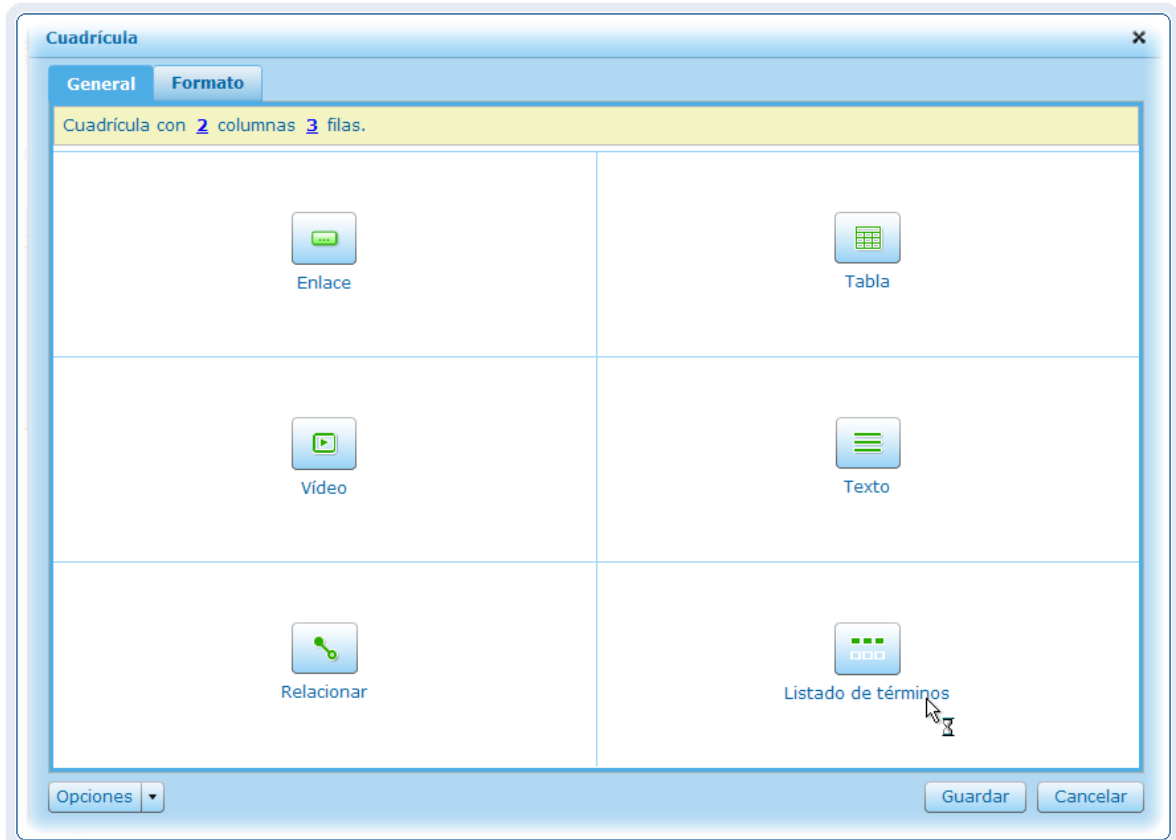 Cuadrícula
General Formato
Cuadrícula con 2 columnas 3 filas.
Enlace Tabla
Vídeo Texto
Relacionar Listado de términos
Opciones Guardar Cancelar